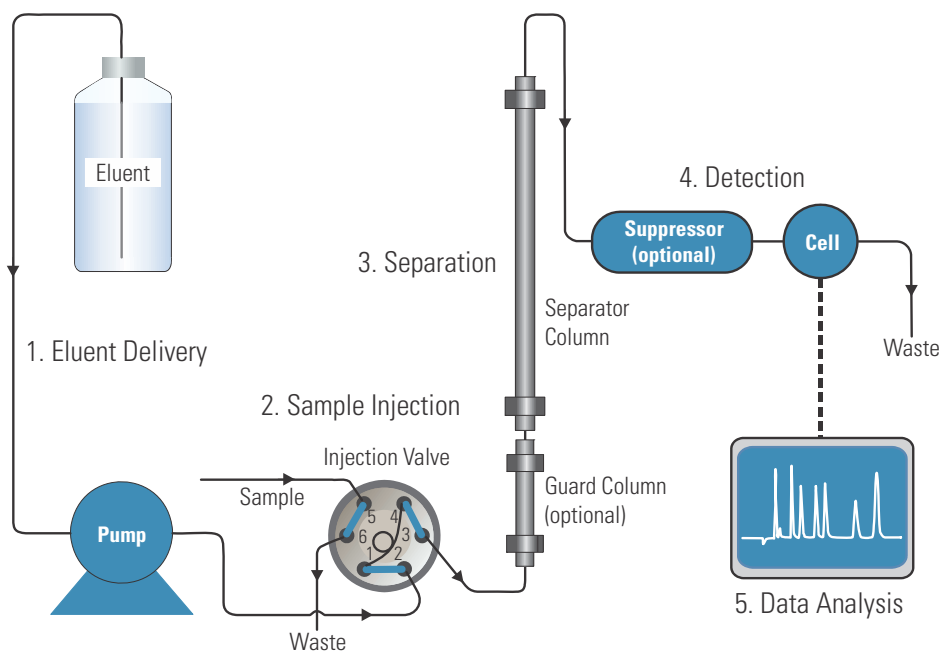 Eluent
1. Eluent Delivery
Pump
2. Sample Injection
Injection Valve
Sample
5
4
6
3
1
2
Waste
3. Separation
Separator
Column
Guard Column
(optional)
4. Detection
Suppressor
(optional)
Cell
Waste
5. Data Analysis